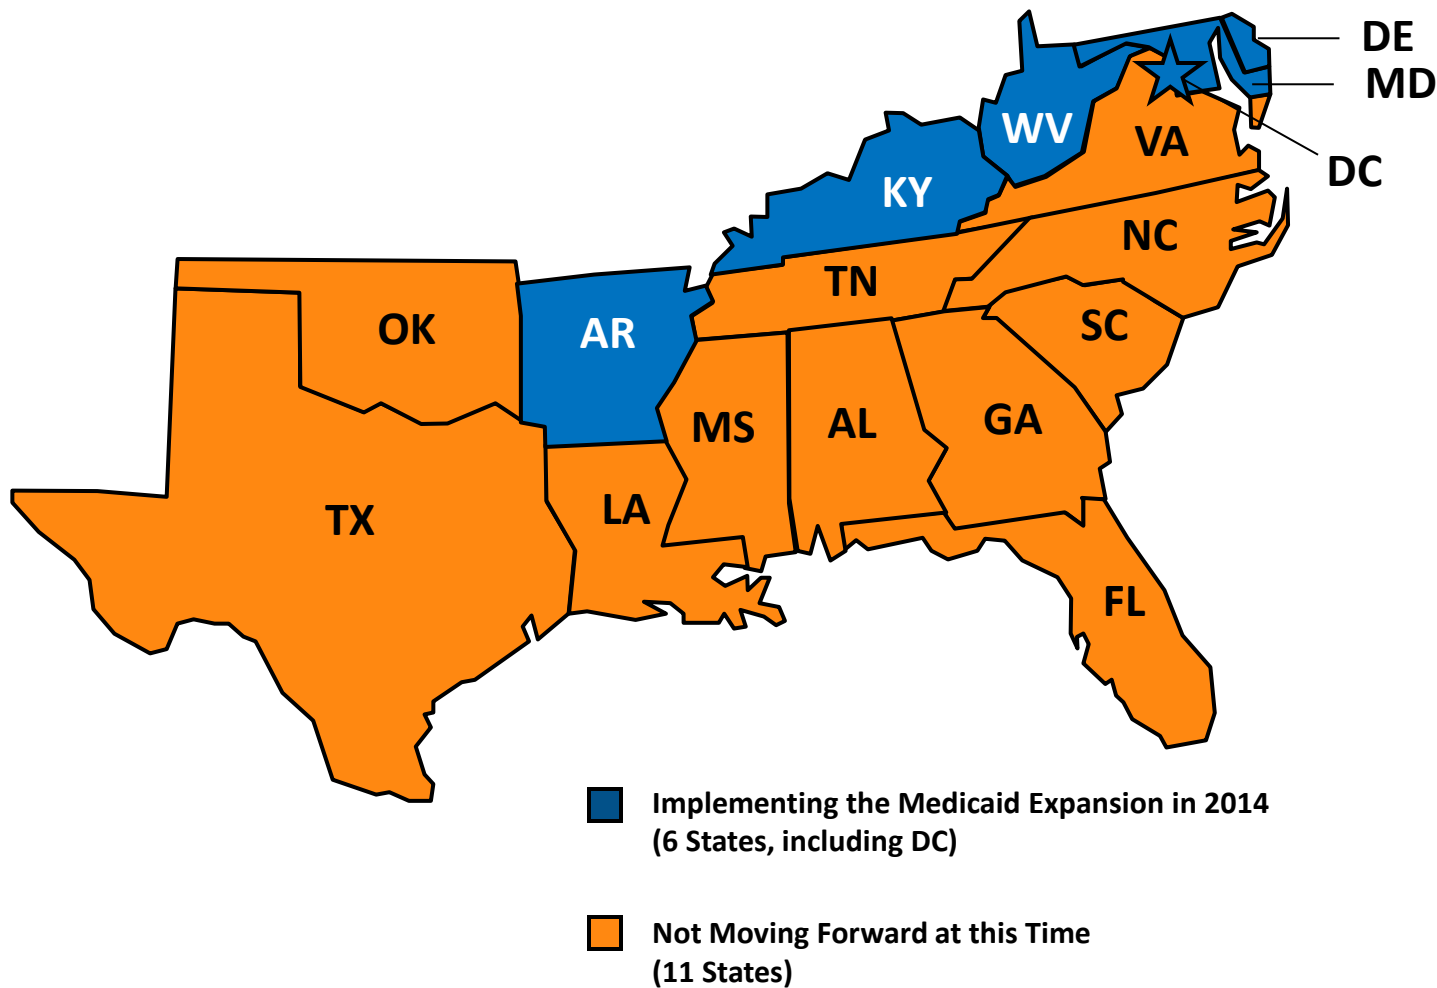 DE
MD
WV
VA
DC
KY
NC
TN
OK
AR
SC
MS
AL
GA
LA
TX
FL
Implementing the Medicaid Expansion in 2014
(6 States, including DC)
Not Moving Forward at this Time
(11 States)